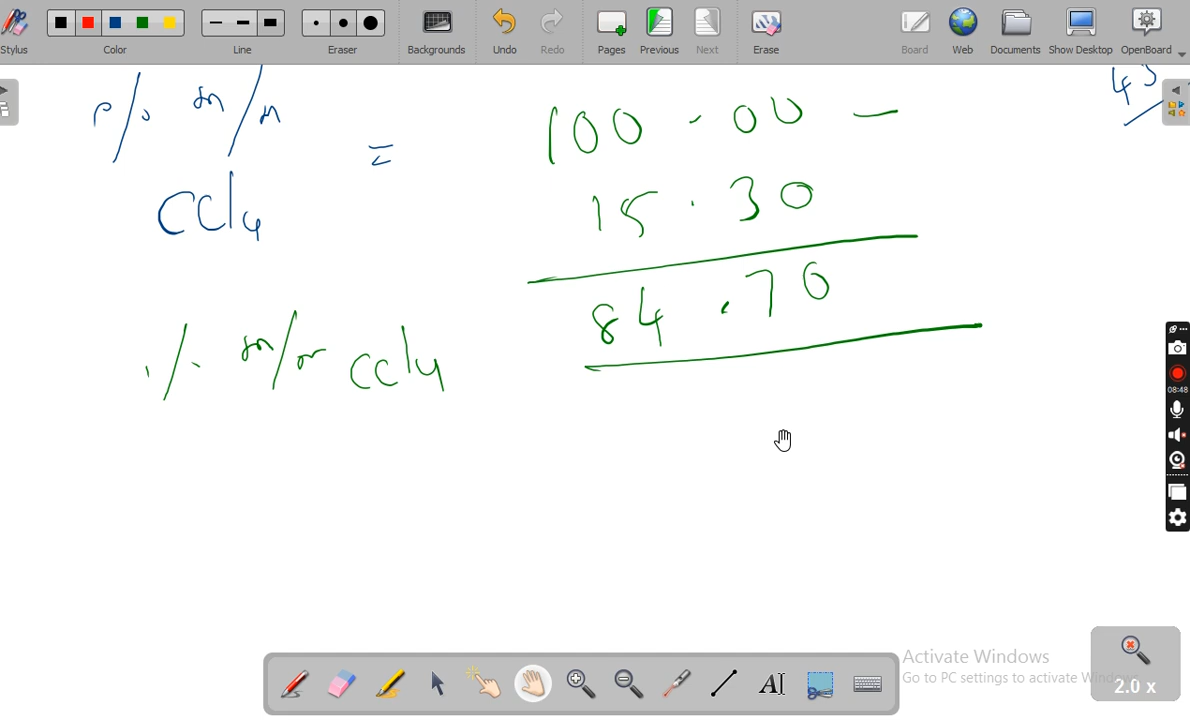 Stylus Color Line Eraser Backgrounds Undo Redo Pages Previous Next Erase Board Web Documents Show Desktop OpenBoard
% m/m =
CCl4
100.00 -
15.30
84.70
% m/m CCl4
08:48
Activate Windows
Go to PC settings to activate Windows
2.0 x